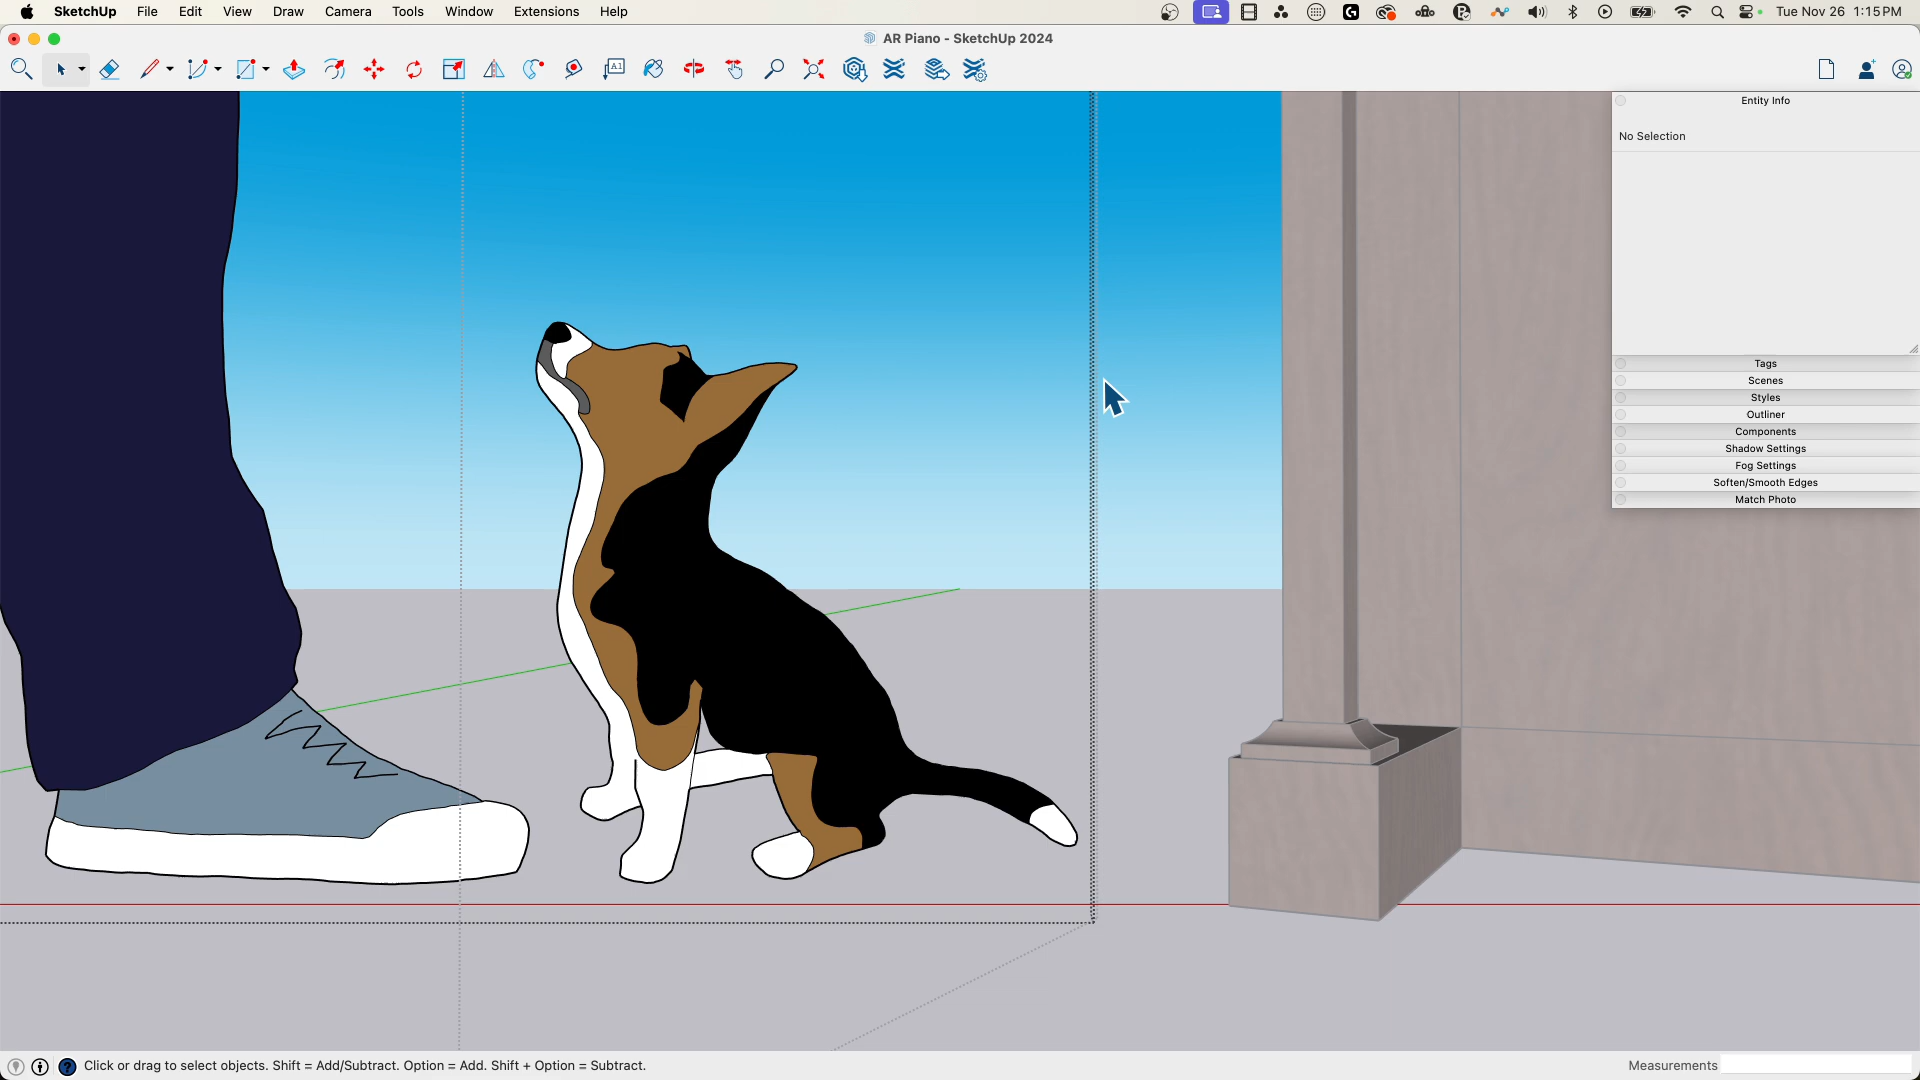 SketchUp File Edit View Draw Camera Tools Window Extensions Help Tue Nov 26 1:15 PM
AR Piano - SketchUp 2024
A1
Entity Info
No Selection
Tags
Scenes
Styles
Outliner
Components
Shadow Settings
Fog Settings
Soften/Smooth Edges
Match Photo
Click or drag to select objects. Shift = Add/Subtract. Option = Add. Shift + Option = Subtract. Measurements